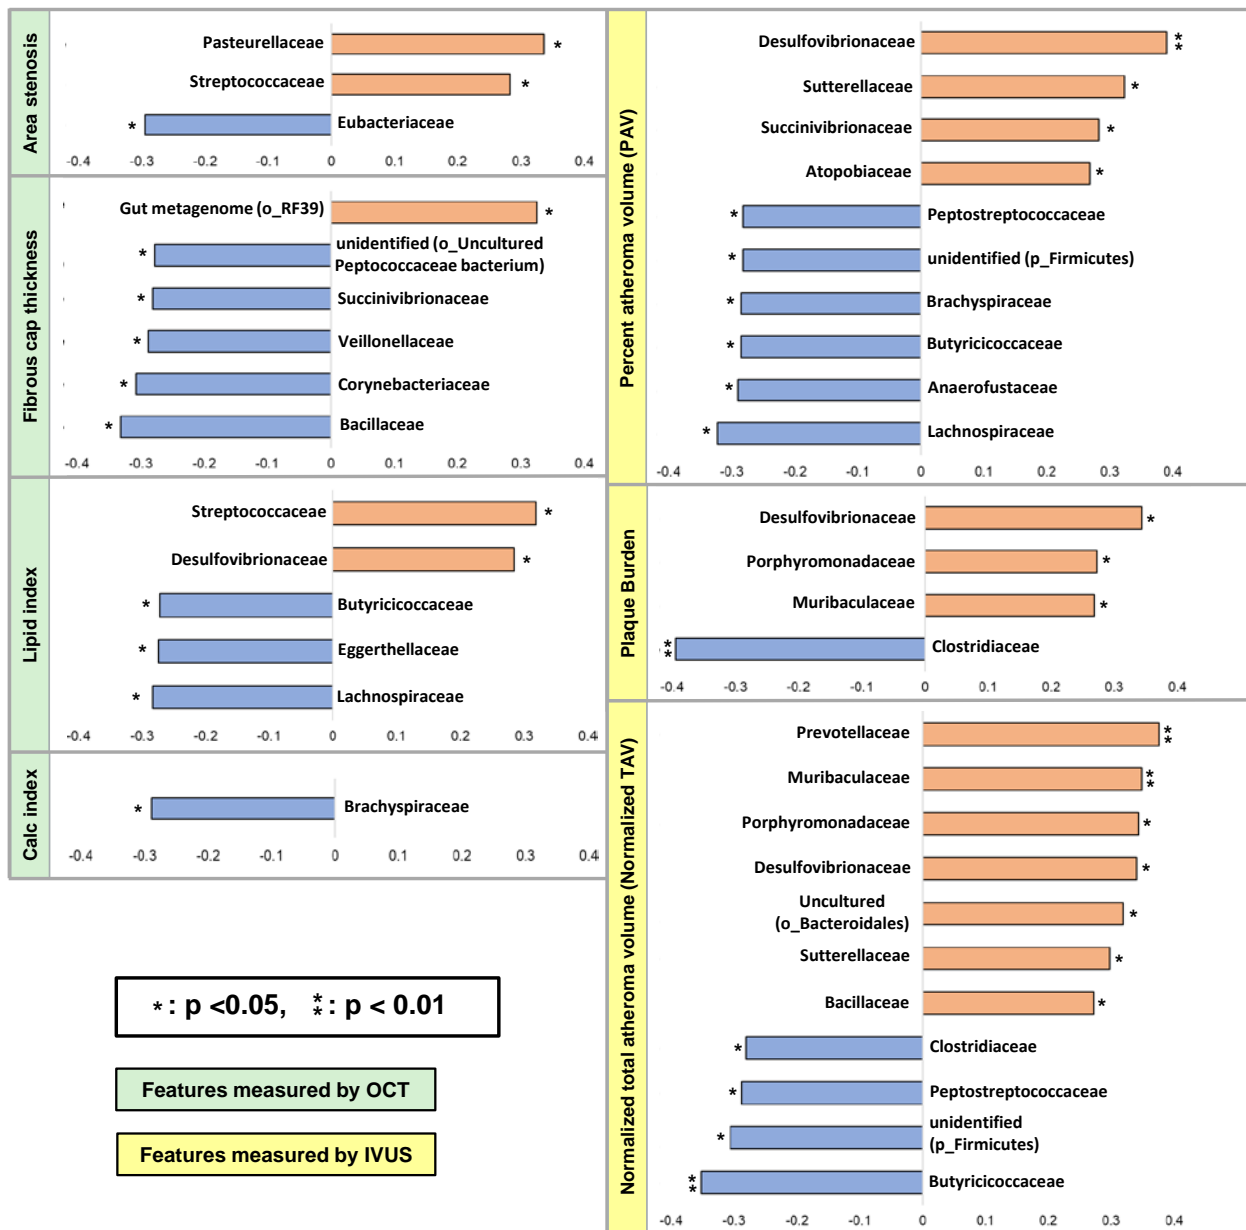 Area stenosis
Pasteurellaceae
*
Streptococcaceae
*
* Eubacteriaceae
-0.4 -0.3 -0.2 -0.1 0 0.1 0.2 0.3 0.4
Fibrous cap thickness
Gut metagenome (o_RF39)
*
* unidentified (o_Uncultured
Peptococcaceae bacterium)
* Succinivibrionaceae
* Veillonellaceae
* Corynebacteriaceae
* Bacillaceae
-0.4 -0.3 -0.2 -0.1 0 0.1 0.2 0.3 0.4
Lipid index
Streptococcaceae
*
Desulfovibrionaceae
*
* Butyricicoccaceae
* Eggerthellaceae
* Lachnospiraceae
-0.4 -0.3 -0.2 -0.1 0 0.1 0.2 0.3 0.4
Calc index
* Brachyspiraceae
-0.4 -0.3 -0.2 -0.1 0 0.1 0.2 0.3 0.4
*: p <0.05, **: p < 0.01
Features measured by OCT
Features measured by IVUS
Percent atheroma volume (PAV)
Desulfovibrionaceae
**
Sutterellaceae
*
Succinivibrionaceae
*
Atopobiaceae
*
* Peptostreptococcaceae
* unidentified (p_Firmicutes)
* Brachyspiraceae
* Butyricicoccaceae
* Anaerofustaceae
* Lachnospiraceae
-0.4 -0.3 -0.2 -0.1 0 0.1 0.2 0.3 0.4
Plaque Burden
Desulfovibrionaceae
*
Porphyromonadaceae
*
Muribaculaceae
*
** Clostridiaceae
-0.4 -0.3 -0.2 -0.1 0 0.1 0.2 0.3 0.4
Normalized total atheroma volume (Normalized TAV)
Prevotellaceae
**
Muribaculaceae
**
Porphyromonadaceae
*
Desulfovibrionaceae
*
Uncultured
(o_Bacteroidales)
*
Sutterellaceae
*
Bacillaceae
*
* Clostridiaceae
* Peptostreptococcaceae
* unidentified
(p_Firmicutes)
** Butyricicoccaceae
-0.4 -0.3 -0.2 -0.1 0 0.1 0.2 0.3 0.4